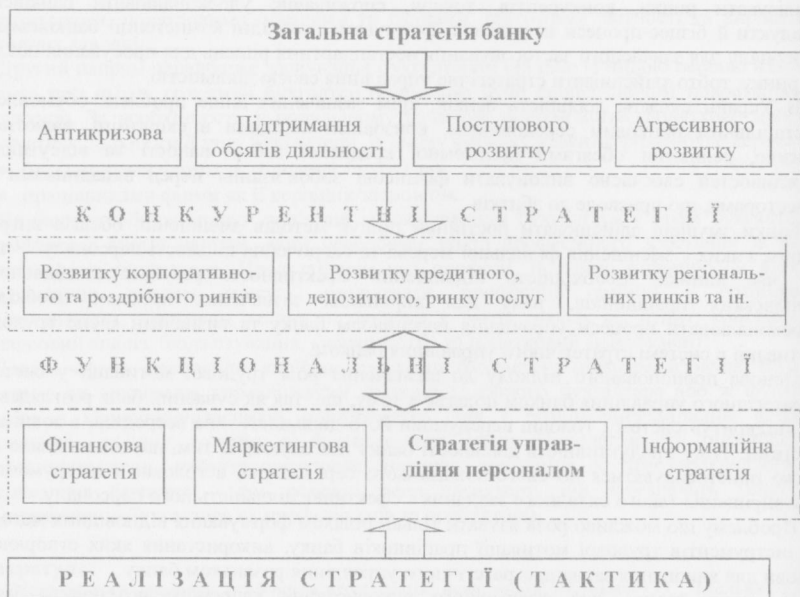 Загальна стратегія банку
Антикризова
Підтримання
обсягів діяльності
Поступового
розвитку
Агресивного
розвитку
КОНКУРЕНТНІ СТРАТЕГІЇ
Розвитку корпоративно-
го та роздрібного ринків
Розвитку кредитного,
депозитного, ринку послуг
Розвитку регіональ-
них ринків та ін.
ФУНКЦІОНАЛЬНІ СТРАТЕГІЇ
Фінансова
стратегія
Маркетингова
стратегія
Стратегія управ-
ління персоналом
Інформаційна
стратегія
РЕАЛІЗАЦІЯ СТРАТЕГІЇ (ТАКТИКА)